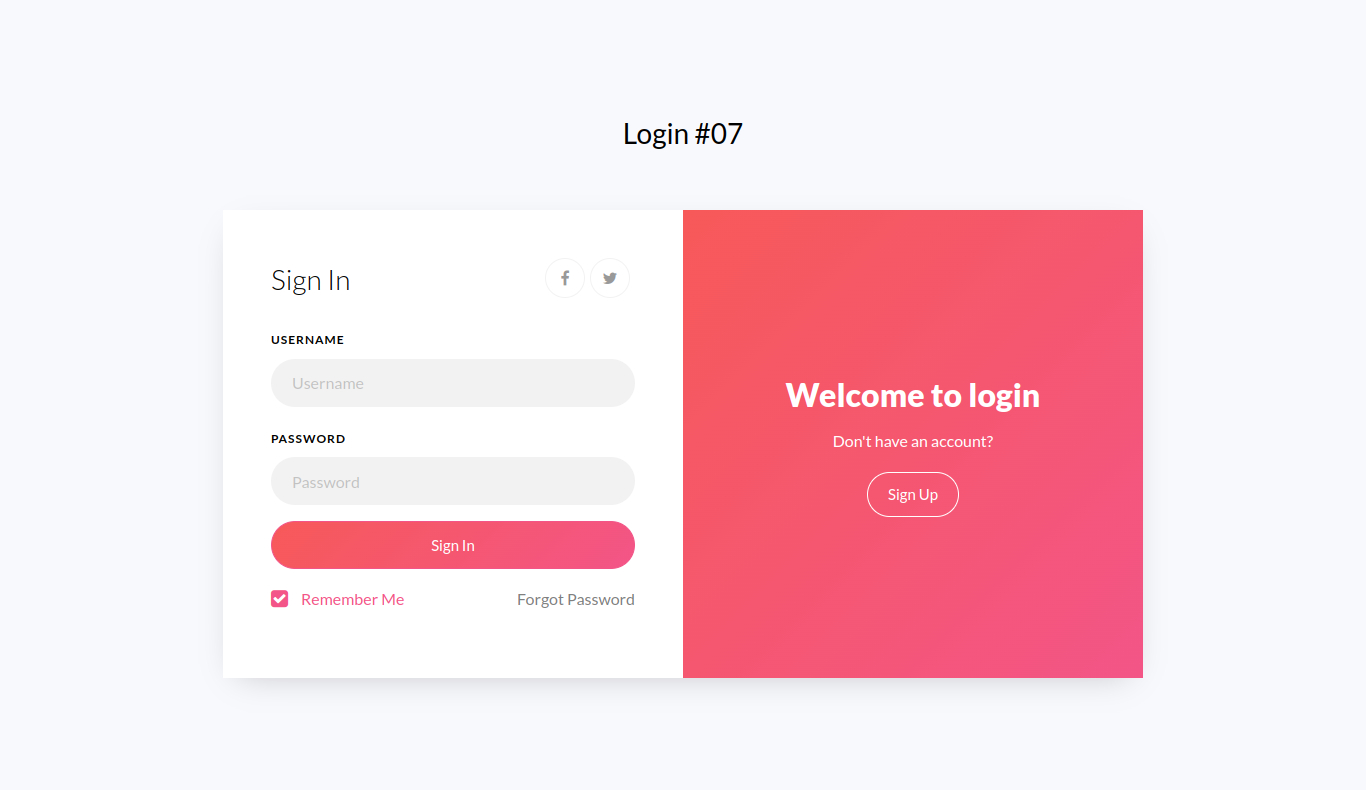 Login #07
Sign In
USERNAME
Username
PASSWORD
Password
Sign In
Remember Me
Forgot Password
Welcome to login
Don't have an account?
Sign Up